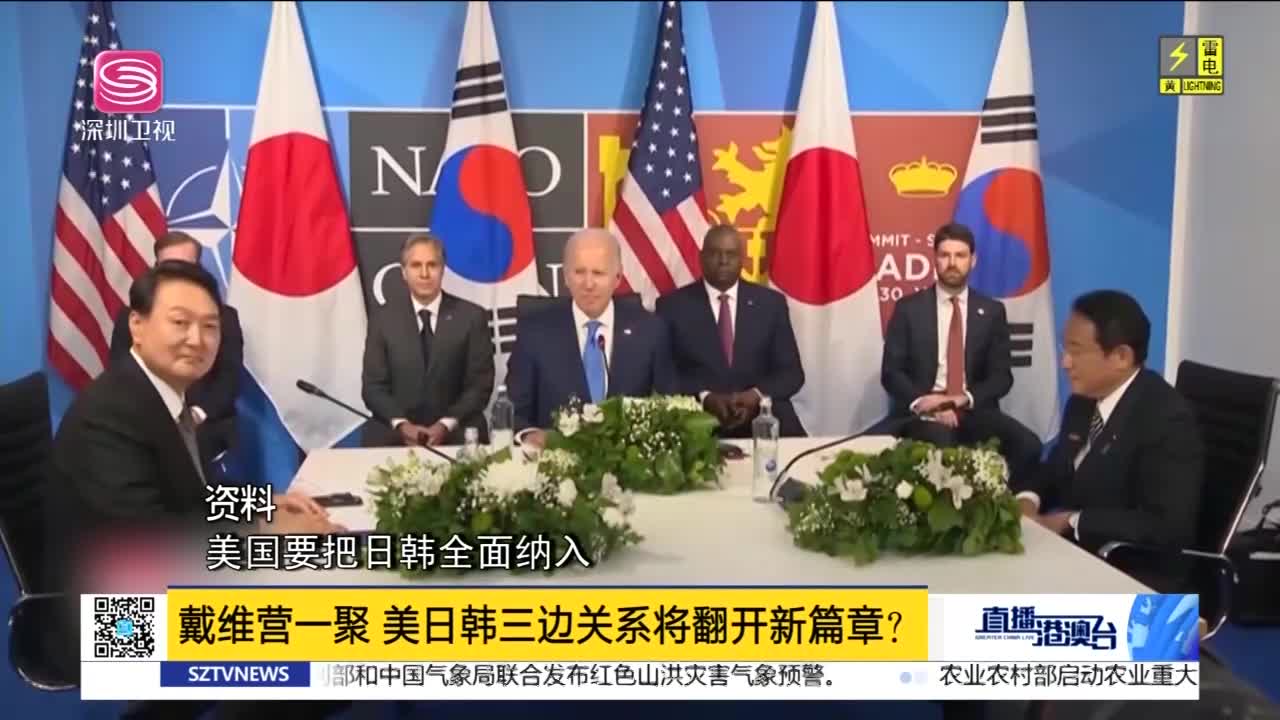 深圳卫视
雷电
黄 LIGHTNING
NATO
MMIT - S
ADR
资料
美国要把日韩全面纳入
戴维营一聚 美日韩三边关系将翻开新篇章?
直播港澳台
GREATER CHINA LIVE
SZTVNEWS
部和中国气象局联合发布红色山洪灾害气象预警。
农业农村部启动农业重大